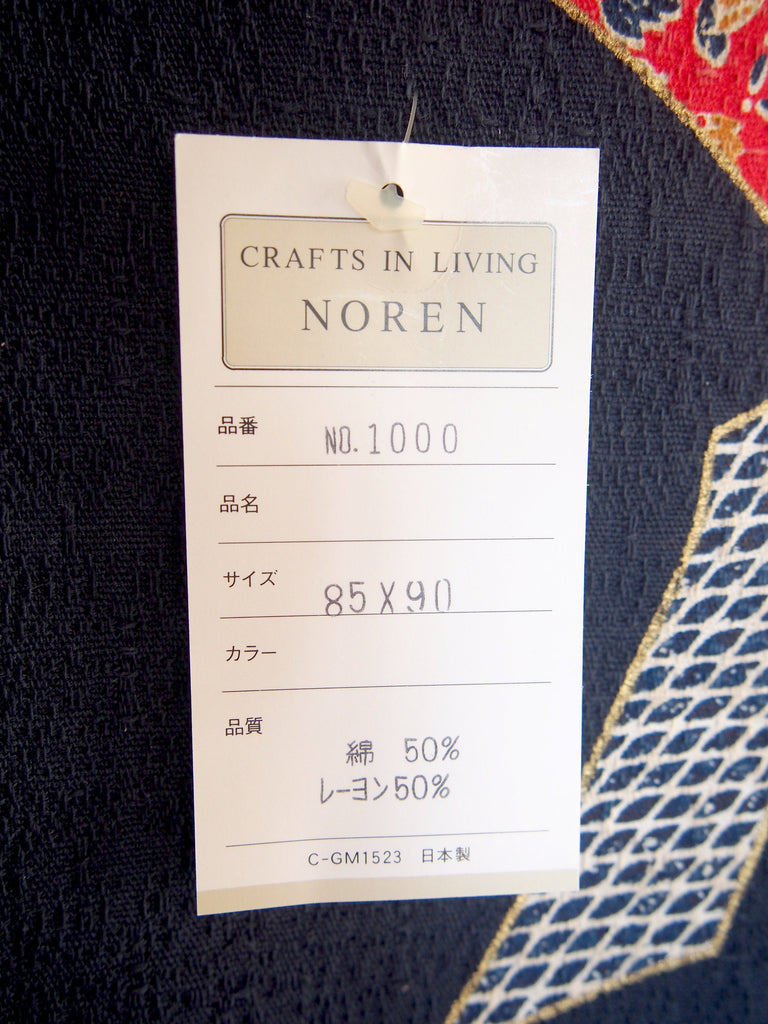 CRAFTS IN LIVING
NOREN
品番 NO.1000
品名
サイズ 85X90
カラー
品質
綿 50%
レーヨン50%
C-GM1523 日本製